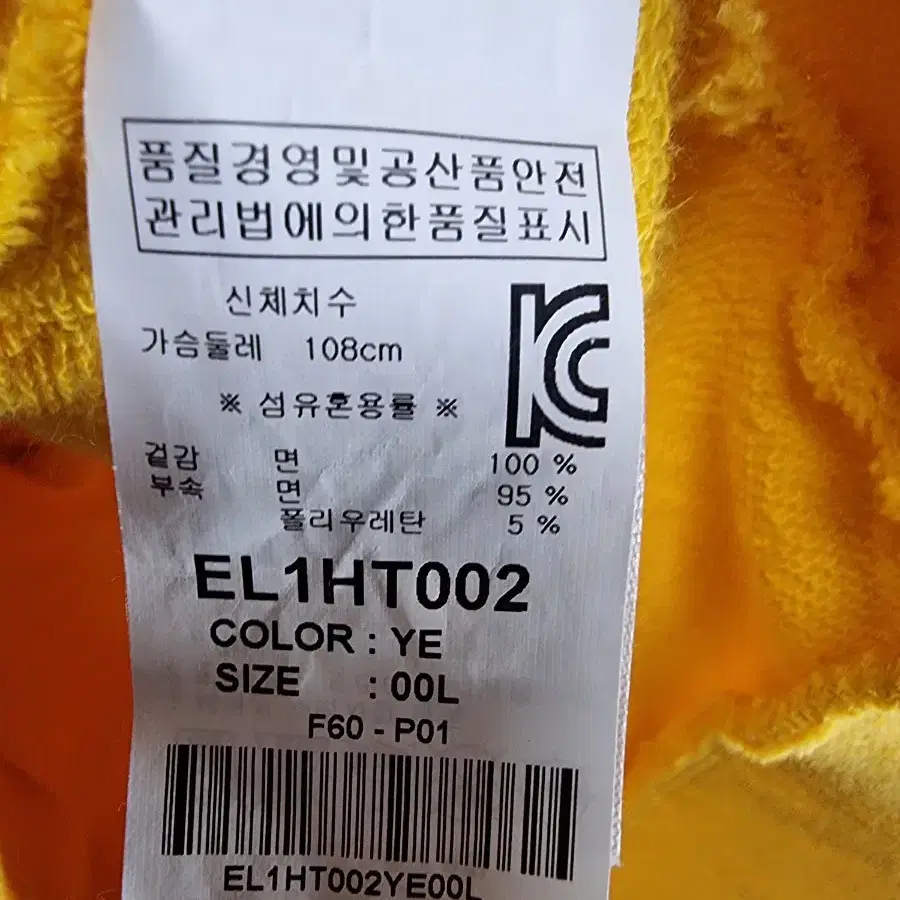 품질경영및공산품안전
관리법에의한품질표시
신체치수
가슴둘레 108cm
※ 섬유혼용률 ※
겉감 면 100 %
부속 면 95 %
폴리우레탄 5 %
EL1HT002
COLOR : YE
SIZE : 00L
F60 - P01
EL1HT002YE00L